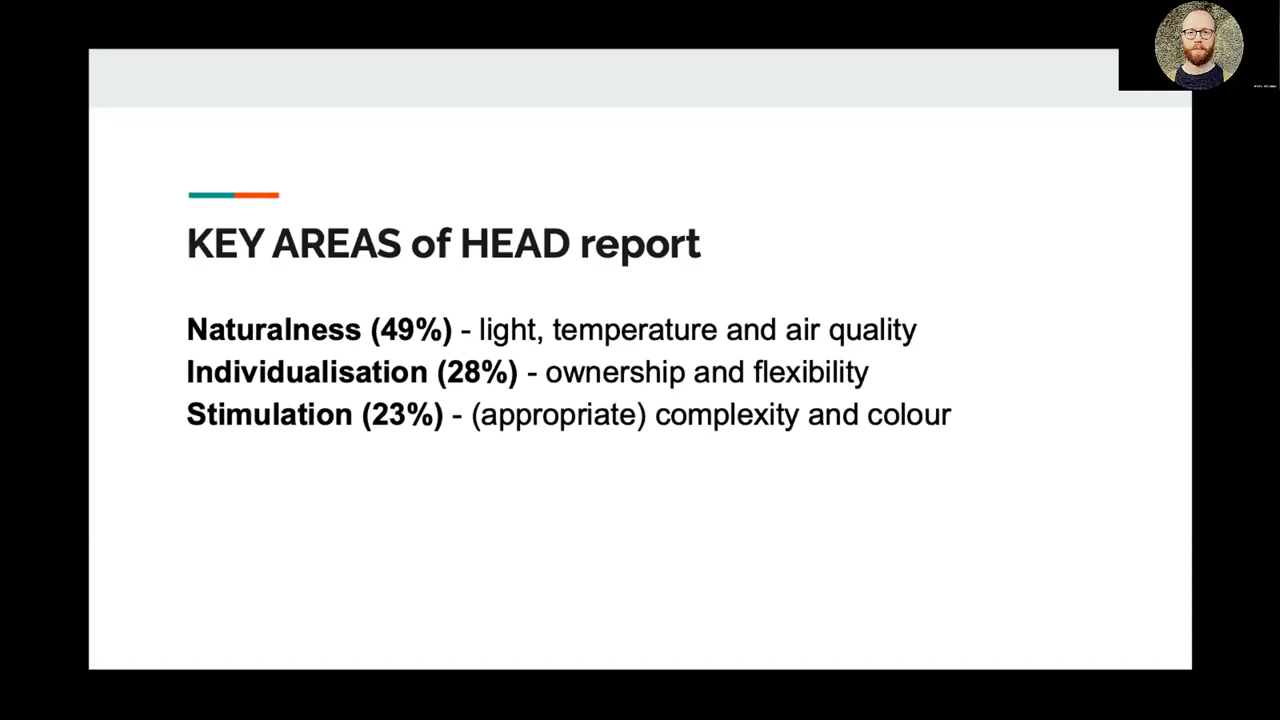 KEY AREAS of HEAD report
Naturalness (49%) - light, temperature and air quality
Individualisation (28%) - ownership and flexibility
Stimulation (23%) - (appropriate) complexity and colour